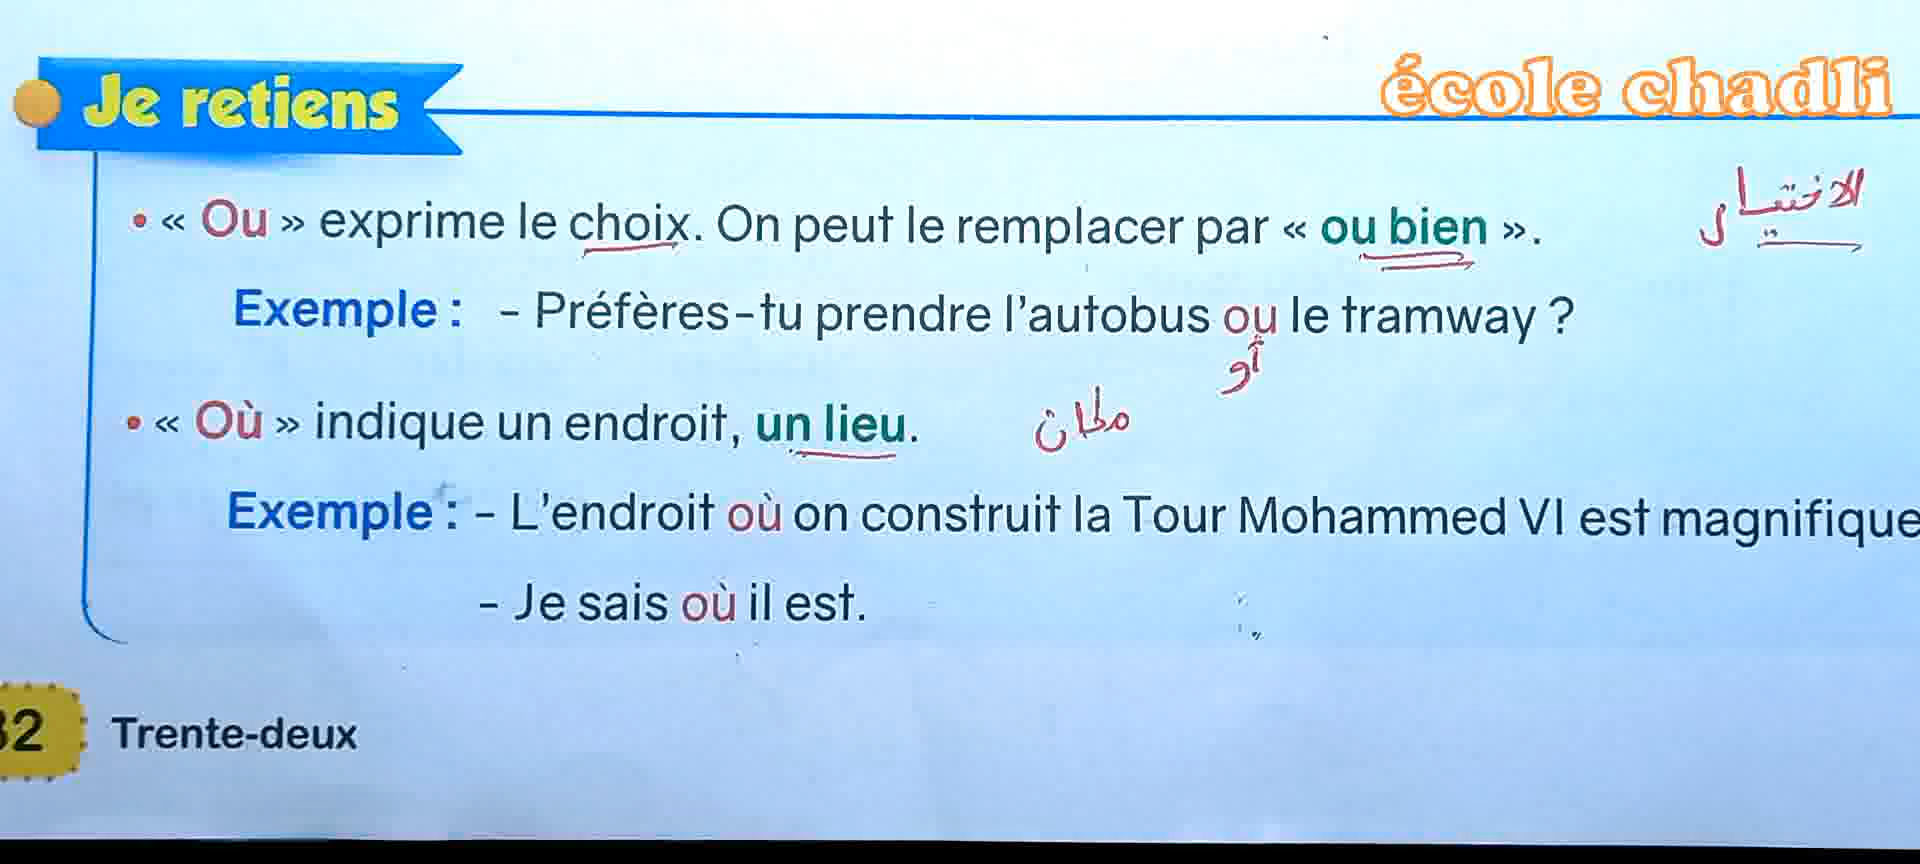 école chadli
Je retiens
• « Ou » exprime le choix. On peut le remplacer par « ou bien ». الاختيار
Exemple : - Préfères-tu prendre l'autobus ou le tramway ?
أو
• « Où » indique un endroit, un lieu. مكان
Exemple : - L'endroit où on construit la Tour Mohammed VI est magnifique
- Je sais où il est.
32 Trente-deux